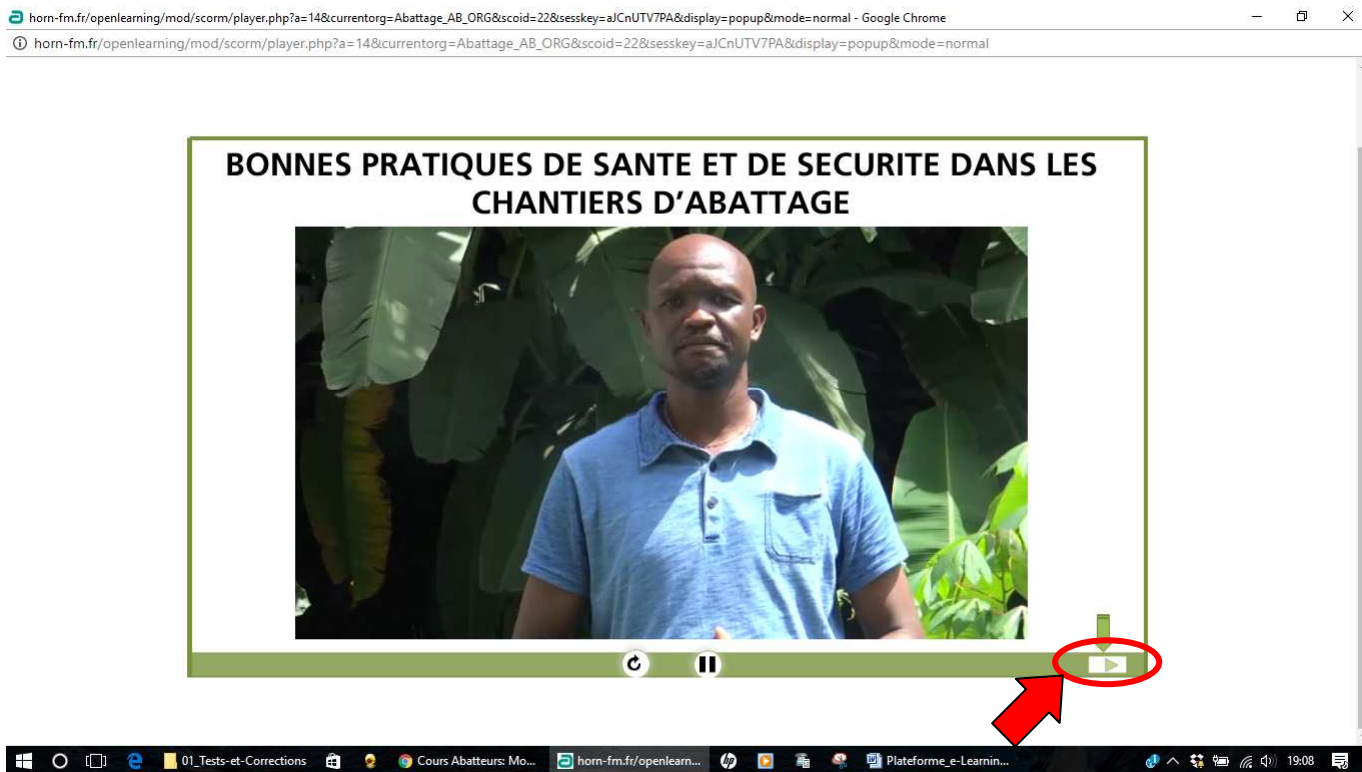 horn-fm.fr/openlearning/mod/scorm/player.php?a=14&currentorg=Abattage_AB_ORG&scoid=22&sesskey=aJCnUTV7PA&display=popup&mode=normal - Google Chrome
horn-fm.fr/openlearning/mod/scorm/player.php?a=14&currentorg=Abattage_AB_ORG&scoid=22&sesskey=aJCnUTV7PA&display=popup&mode=normal
BONNES PRATIQUES DE SANTE ET DE SECURITE DANS LES
CHANTIERS D'ABATTAGE
01_Tests-et-Corrections Cours Abatteurs: Mo... horn-fm.fr/openlearn... Plateforme_e-Learnin... 19:08